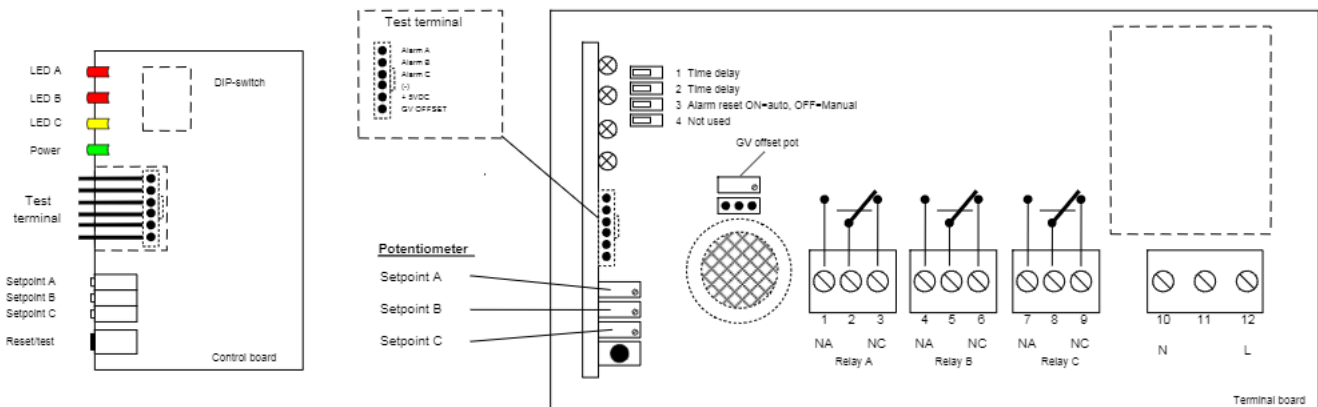 LED A
LED B
LED C
Power
Test
terminal
Setpoint A
Setpoint B
Setpoint C
Reset/test
DIP-switch
Control board
Test terminal
Alarm A
Alarm B
Alarm C
(-)
+ 5VDC
GV OFFSET
Potentiometer
Setpoint A
Setpoint B
Setpoint C
1 Time delay
2 Time delay
3 Alarm reset ON=auto, OFF=Manual
4 Not used
GV offset pot
1 2 3
NA NC
Relay A
4 5 6
NA NC
Relay B
7 8 9
NA NC
Relay C
10 11 12
N L
Terminal board